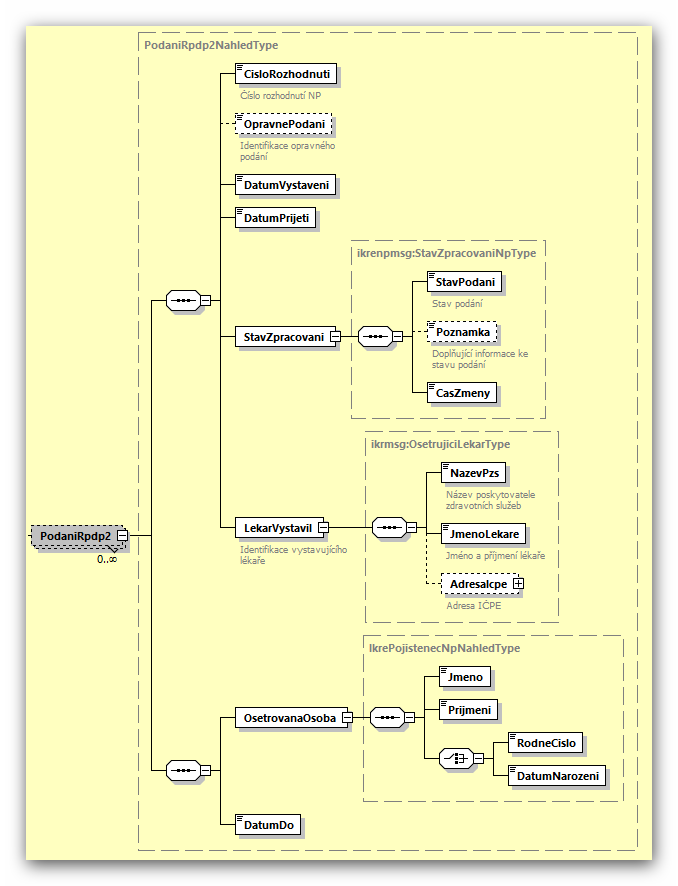 PodaniRpdp2NahledType
CisloRozhodnuti
Číslo rozhodnutí NP
OpravnePodani
Identifikace opravného
podání
DatumVystaveni
DatumPrijeti
ikrenpmsg:StavZpracovaniNpType
StavPodani
Stav podání
StavZpracovani
Poznamka
Doplňující informace ke
stavu podání
CasZmeny
ikrmsg:OsetrujiciLekarType
NazevPzs
Název poskytovatele
zdravotních služeb
LekarVystavil
Identifikace vystavujícího
lékaře
JmenoLekare
Jméno a příjmení lékaře
AdresaIcpe
Adresa IČPE
PodaniRpdp2
0..∞
IkrePojistenecNpNahledType
Jmeno
OsetrovanaOsoba
Prijmeni
RodneCislo
DatumNarozeni
DatumDo